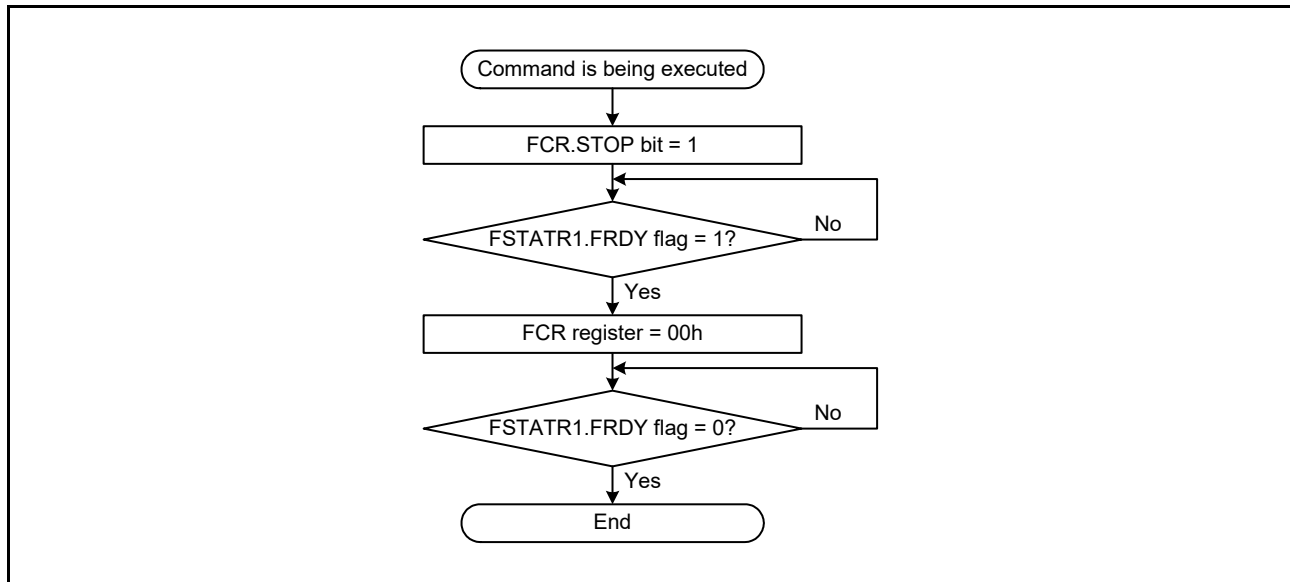 Command is being executed
FCR.STOP bit = 1
FSTATR1.FRDY flag = 1?
No
Yes
FCR register = 00h
FSTATR1.FRDY flag = 0?
No
Yes
End